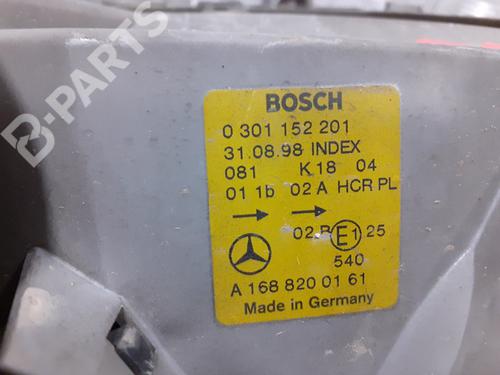 B-PARTS
BOSCH
0 301 152 201
31.08.98 INDEX
081 K18 04
01 1b 02 A HCR PL
02 B E1 25
540
A 168 820 01 61
Made in Germany